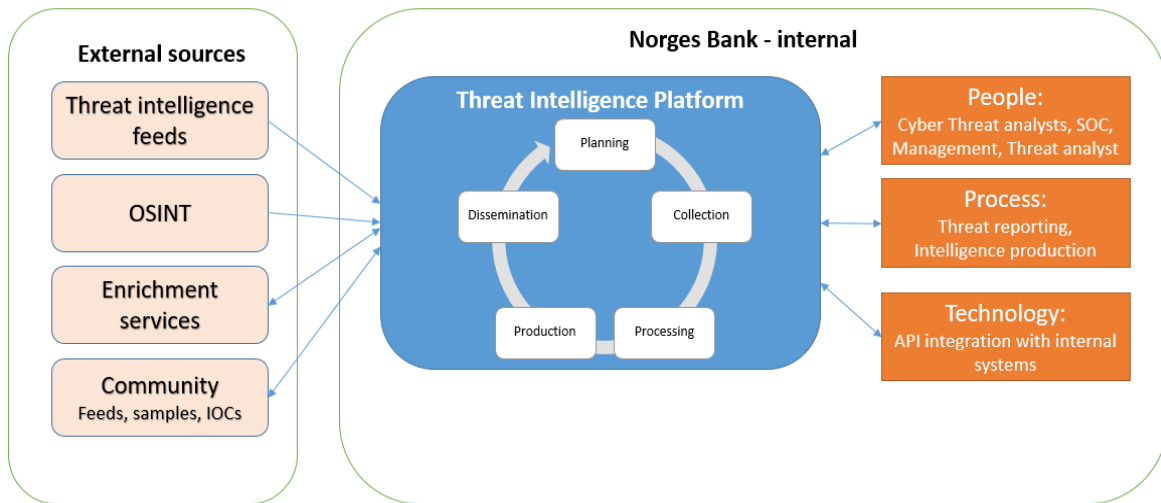 External sources
Threat intelligence
feeds
OSINT
Enrichment
services
Community
Feeds, samples, IOCs
Norges Bank - internal
Threat Intelligence Platform
Planning
Collection
Processing
Production
Dissemination
People:
Cyber Threat analysts, SOC,
Management, Threat analyst
Process:
Threat reporting,
Intelligence production
Technology:
API integration with internal
systems